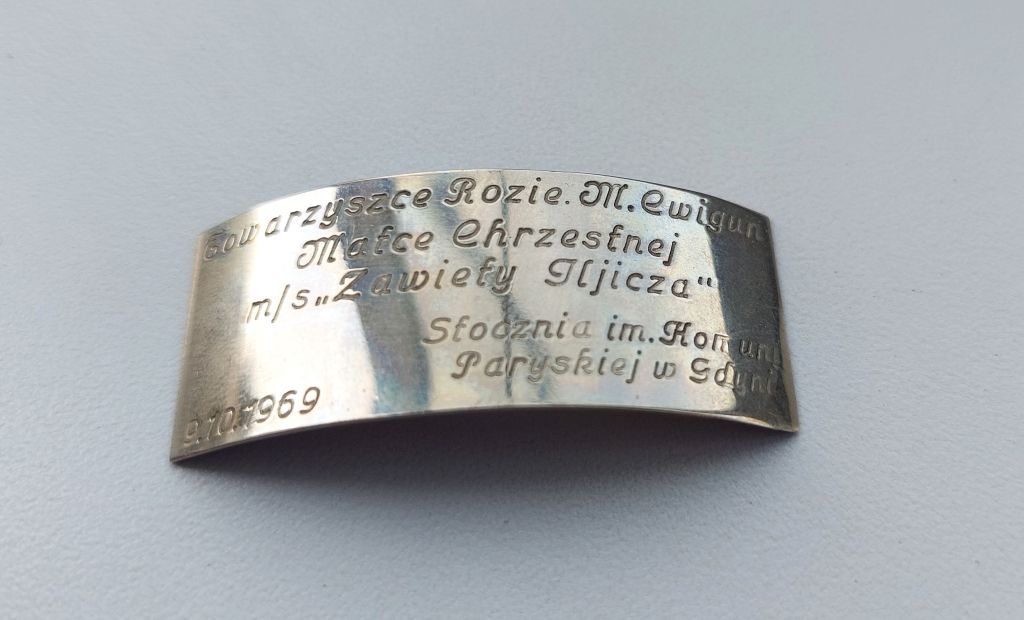 Towarzyszce Rozie. M. Ewigun
Matce Chrzestnej
m/s „Zawiety Iljicza"
Stocznia im. Komuny
Paryskiej w Gdyni
9.10.1969